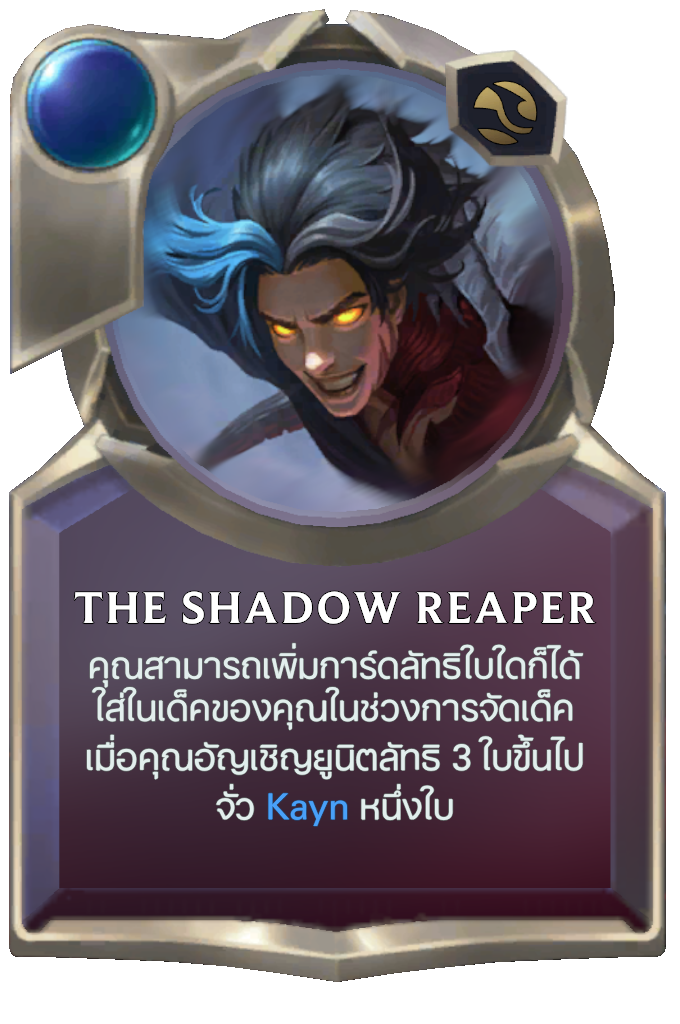 THE SHADOW REAPER
คุณสามารถเพิ่มการ์ดลัทธิใบใดก็ได้
ใส่ในเด็คของคุณในช่วงการจัดเด็ค
เมื่อคุณอัญเชิญยูนิตลัทธิ 3 ใบขึ้นไป
จั่ว Kayn หนึ่งใบ